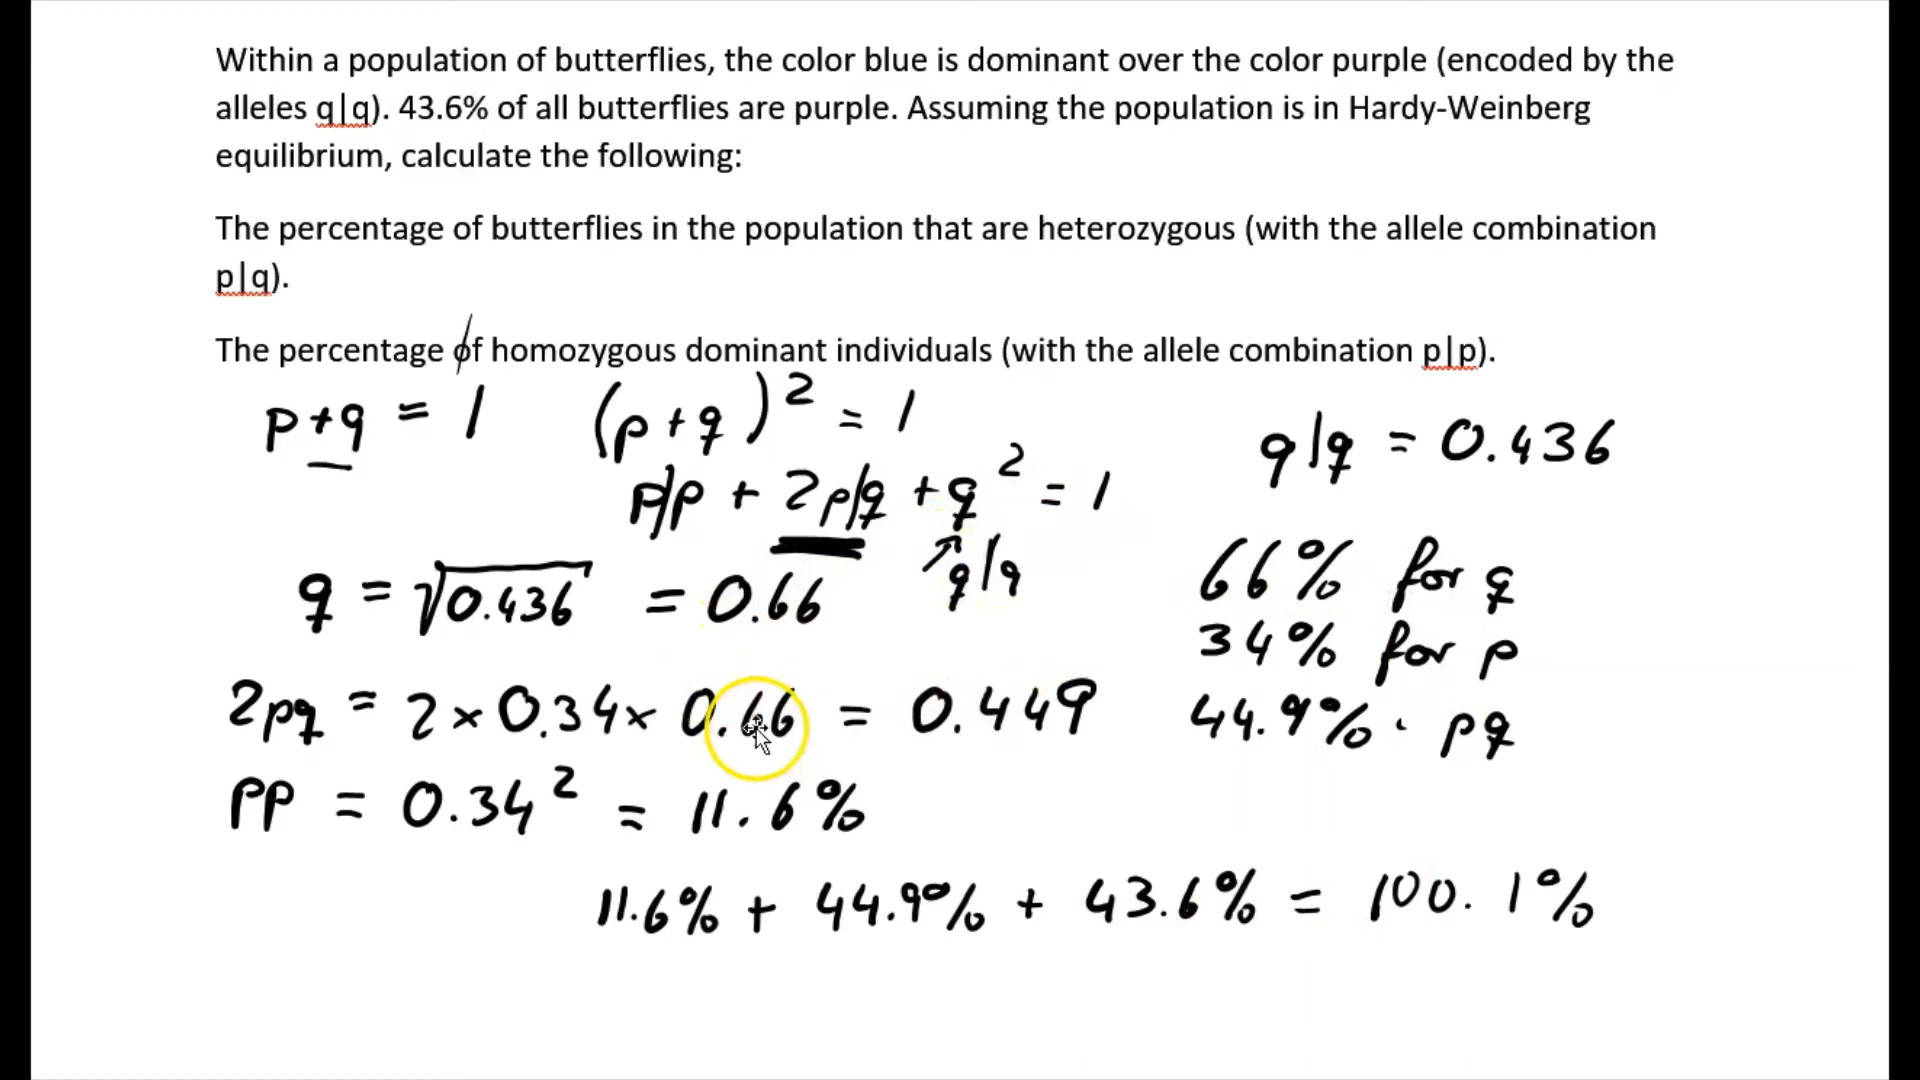 Within a population of butterflies, the color blue is dominant over the color purple (encoded by the
alleles q|q). 43.6% of all butterflies are purple. Assuming the population is in Hardy-Weinberg
equilibrium, calculate the following:
The percentage of butterflies in the population that are heterozygous (with the allele combination
p|q).
The percentage of homozygous dominant individuals (with the allele combination p|p).
p+q = 1
(p+q)² = 1
q|q = 0.436
p|p + 2p|q + q² = 1
q|q
q = √0.436 = 0.66
66% for q
34% for p
2pq = 2 × 0.34 × 0.66 = 0.449
44.9% · pq
PP = 0.34² = 11.6%
11.6% + 44.9% + 43.6% = 100.1%